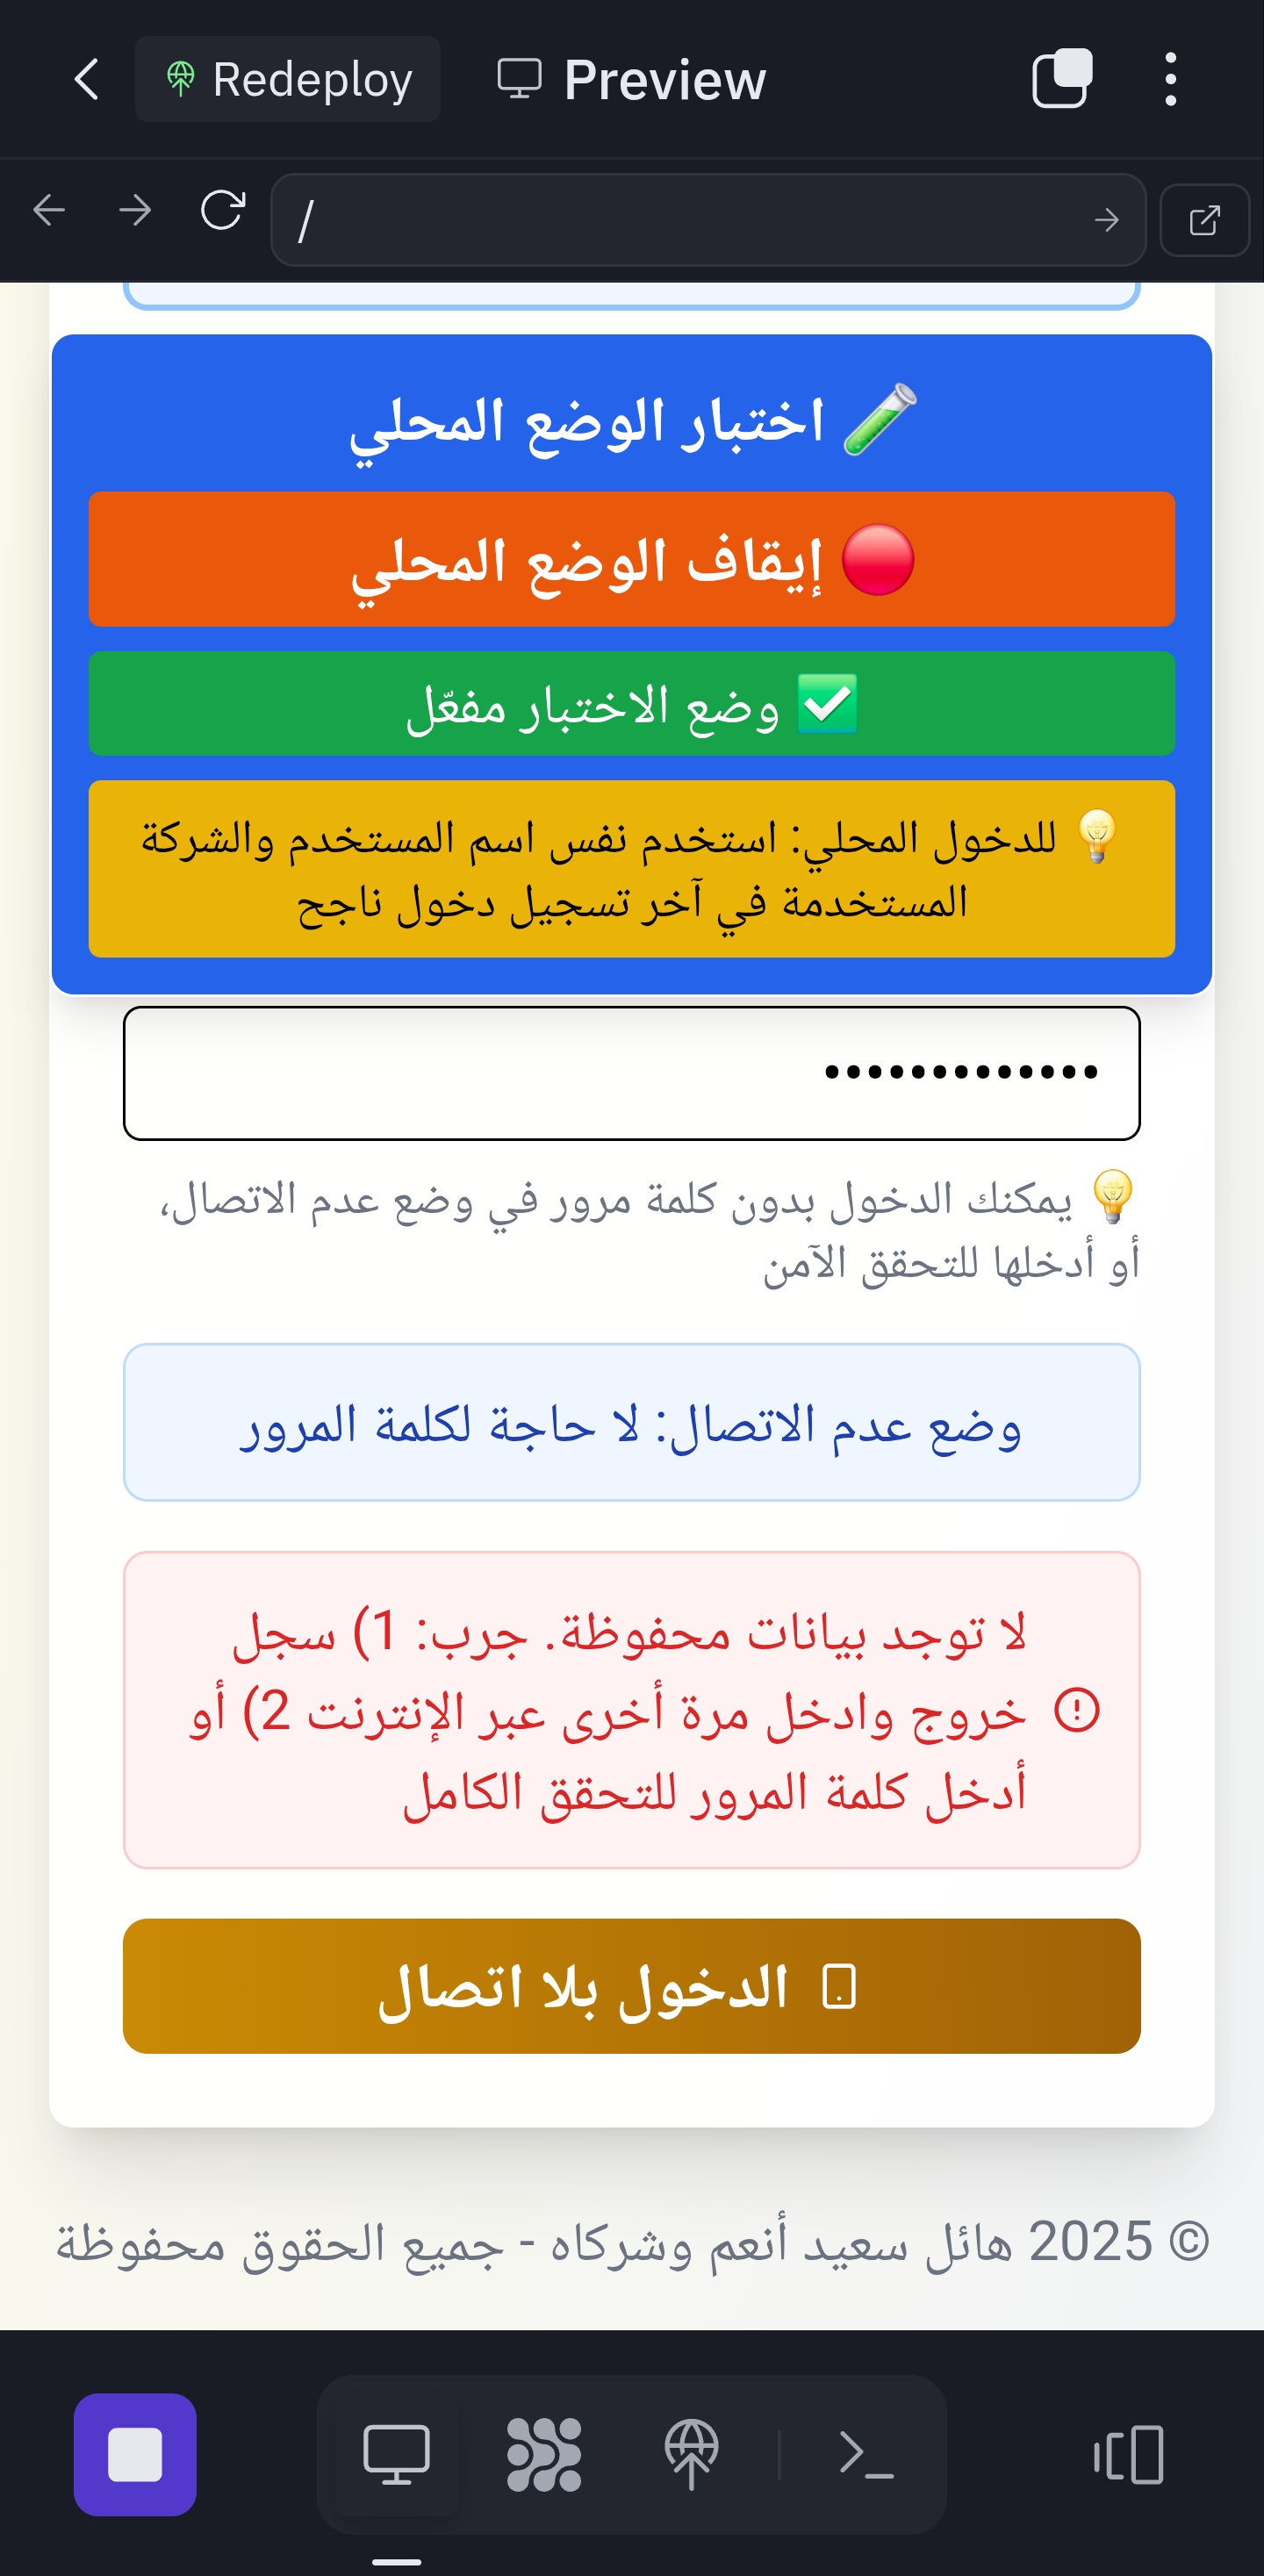 Redeploy
Preview
/
🧪 اختبار الوضع المحلي
🔴 إيقاف الوضع المحلي
✅ وضع الاختبار مفعّل
💡 للدخول المحلي: استخدم نفس اسم المستخدم والشركة
المستخدمة في آخر تسجيل دخول ناجح
•••••••••••••
💡 يمكنك الدخول بدون كلمة مرور في وضع عدم الاتصال،
أو أدخلها للتحقق الآمن
وضع عدم الاتصال: لا حاجة لكلمة المرور
لا توجد بيانات محفوظة. جرب: 1) سجل
خروج وادخل مرة أخرى عبر الإنترنت 2) أو
أدخل كلمة المرور للتحقق الكامل
الدخول بلا اتصال
© 2025 هائل سعيد أنعم وشركاه - جميع الحقوق محفوظة